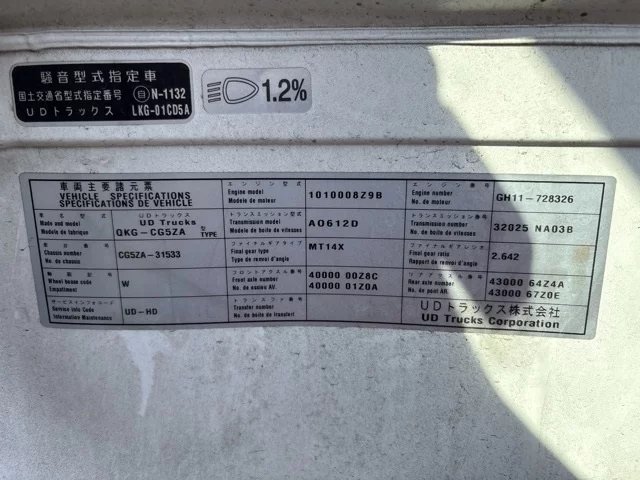 騒音型式指定車
国土交通省型式指定番号 自 N-1132
UDトラックス LKG-01CD5A
1.2%
車両主要諸元素
VEHICLE SPECIFICATIONS
SPECIFICATIONS DE VEHICLE
エンジン型式
Engine model
Modele de moteur
1010008Z9B
エンジン番号
Engine number
No. de moteur
GH11-728326
車名型式
Make and model
Modele de fabrique
UDトラックス
UD Trucks
QKG-CG5ZA 型 TYPE
トランスミッション型式
Transmission model
Modele de boite de vitesses
A0612D
トランスミッション番号
Transmission number
No. de boite de vitesses
32025 NA03B
車台番号
Chassis number
No. de chassis
CG5ZA-31533
ファイナルギアタイプ
Final gear type
Type de renvoi d'angle
MT14X
ファイナルギアレシオ
Final gear ratio
Rapport de renvoi d'angle
2.642
軸距記号
Wheel beam code
Empattement
W
フロントアクスル番号
Front axle number
No. de essieu AV.
40000 00Z8C
40000 01Z0A
リアアクスル番号
Rear axle number
No. de pont AR.
43000 64Z4A
43000 67Z0E
サービスインフォコード
Service info Code
Information Maintenance
UD-HD
トランスファ番号
Transfer number
No. de boite de transfert
UDトラックス株式会社
UD Trucks Corporation